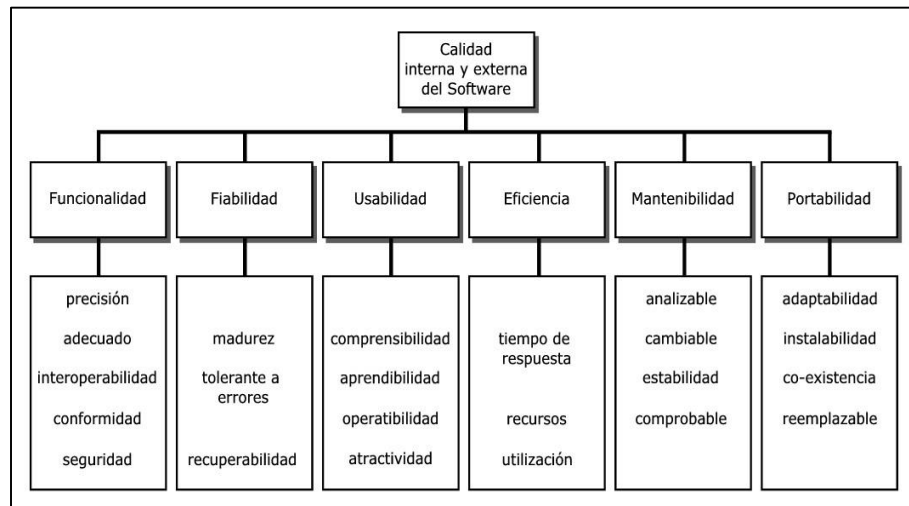 Calidad
interna y externa
del Software
Funcionalidad
Fiabilidad
Usabilidad
Eficiencia
Mantenibilidad
Portabilidad
precisión
adecuado
interoperabilidad
conformidad
seguridad
madurez
tolerante a
errores
recuperabilidad
comprensibilidad
aprendibilidad
operatibilidad
atractividad
tiempo de
respuesta
recursos
utilización
analizable
cambiable
estabilidad
comprobable
adaptabilidad
instalabilidad
co-existencia
reemplazable